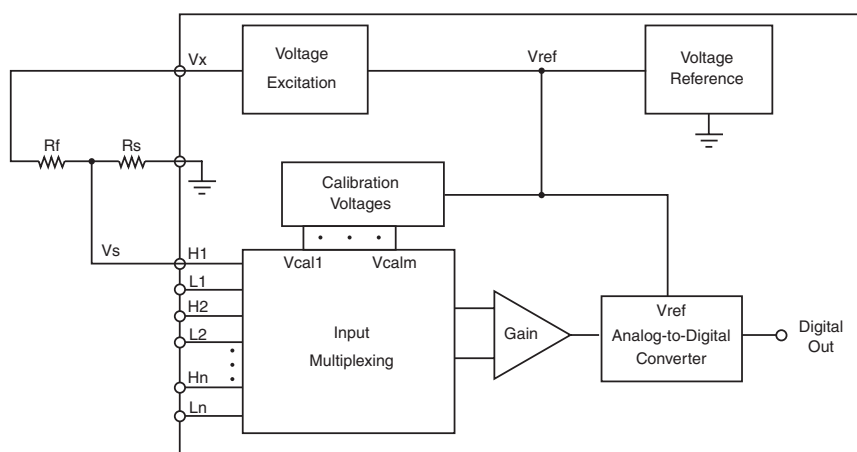 Vx
Voltage
Excitation
Vref
Voltage
Reference
Rf
Rs
Calibration
Voltages
Vs
H1
Vcal1
Vcalm
L1
H2
L2
Hn
Ln
Input
Multiplexing
Gain
Vref
Analog-to-Digital
Converter
Digital
Out